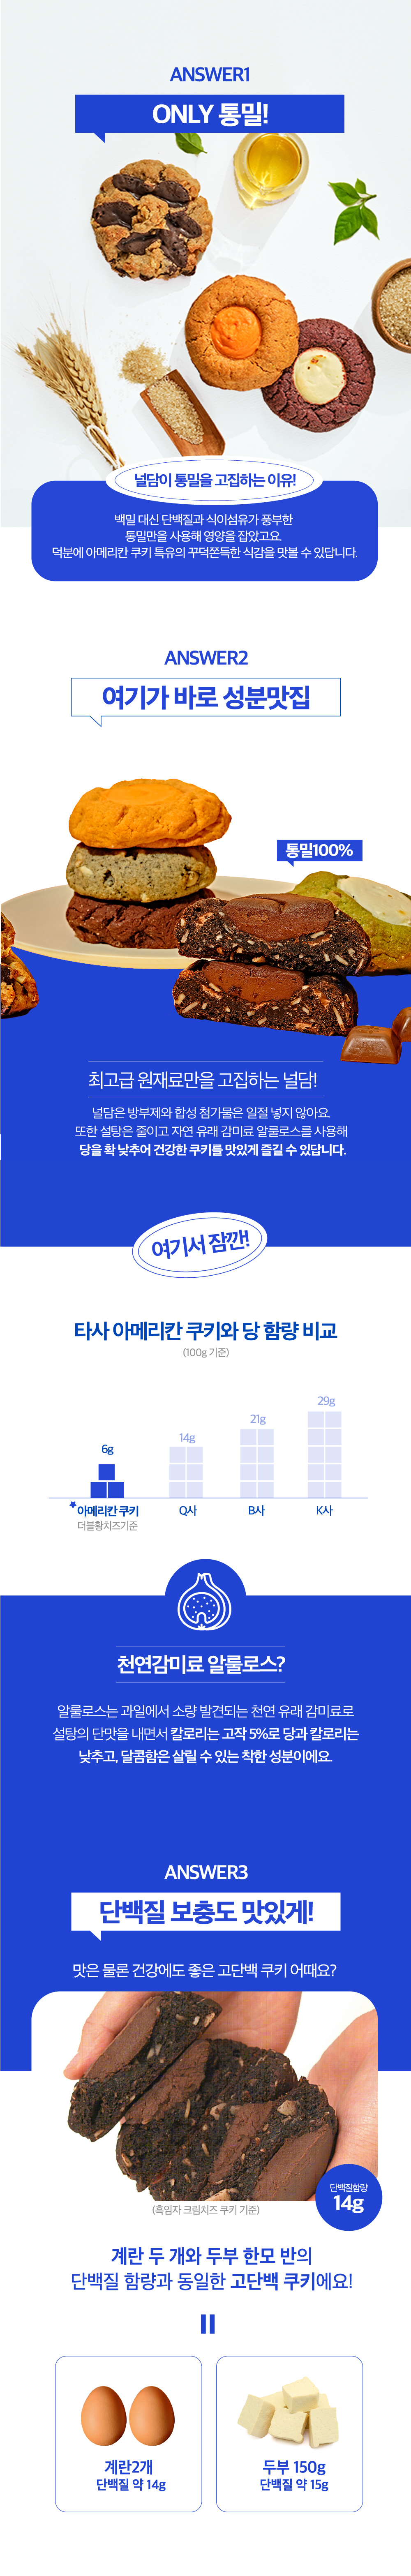 ANSWER1
ONLY 통밀!
널담이 통밀을 고집하는 이유!
백밀 대신 단백질과 식이섬유가 풍부한
통밀만을 사용해 영양을 잡았고요.
덕분에 아메리칸 쿠키 특유의 꾸덕쫀득한 식감을 맛볼 수 있답니다.
ANSWER2
여기가 바로 성분맛집
통밀100%
최고급 원재료만을 고집하는 널담!
널담은 방부제와 합성 첨가물은 일절 넣지 않아요.
또한 설탕은 줄이고 자연 유래 감미료 알룰로스를 사용해
당을 확 낮추어 건강한 쿠키를 맛있게 즐길 수 있답니다.
여기서 잠깐!
타사 아메리칸 쿠키와 당 함량 비교
(100g 기준)
6g
14g
21g
29g
*아메리칸 쿠키
더블황치즈기준
Q사
B사
K사
천연감미료 알룰로스?
알룰로스는 과일에서 소량 발견되는 천연 유래 감미료로
설탕의 단맛을 내면서 칼로리는 고작 5%로 당과 칼로리는
낮추고, 달콤함은 살릴 수 있는 착한 성분이에요.
ANSWER3
단백질 보충도 맛있게!
맛은 물론 건강에도 좋은 고단백 쿠키 어때요?
단백질함량
14g
(흑임자 크림치즈 쿠키 기준)
계란 두 개와 두부 한모 반의
단백질 함량과 동일한 고단백 쿠키에요!
계란2개
단백질 약 14g
두부 150g
단백질 약 15g